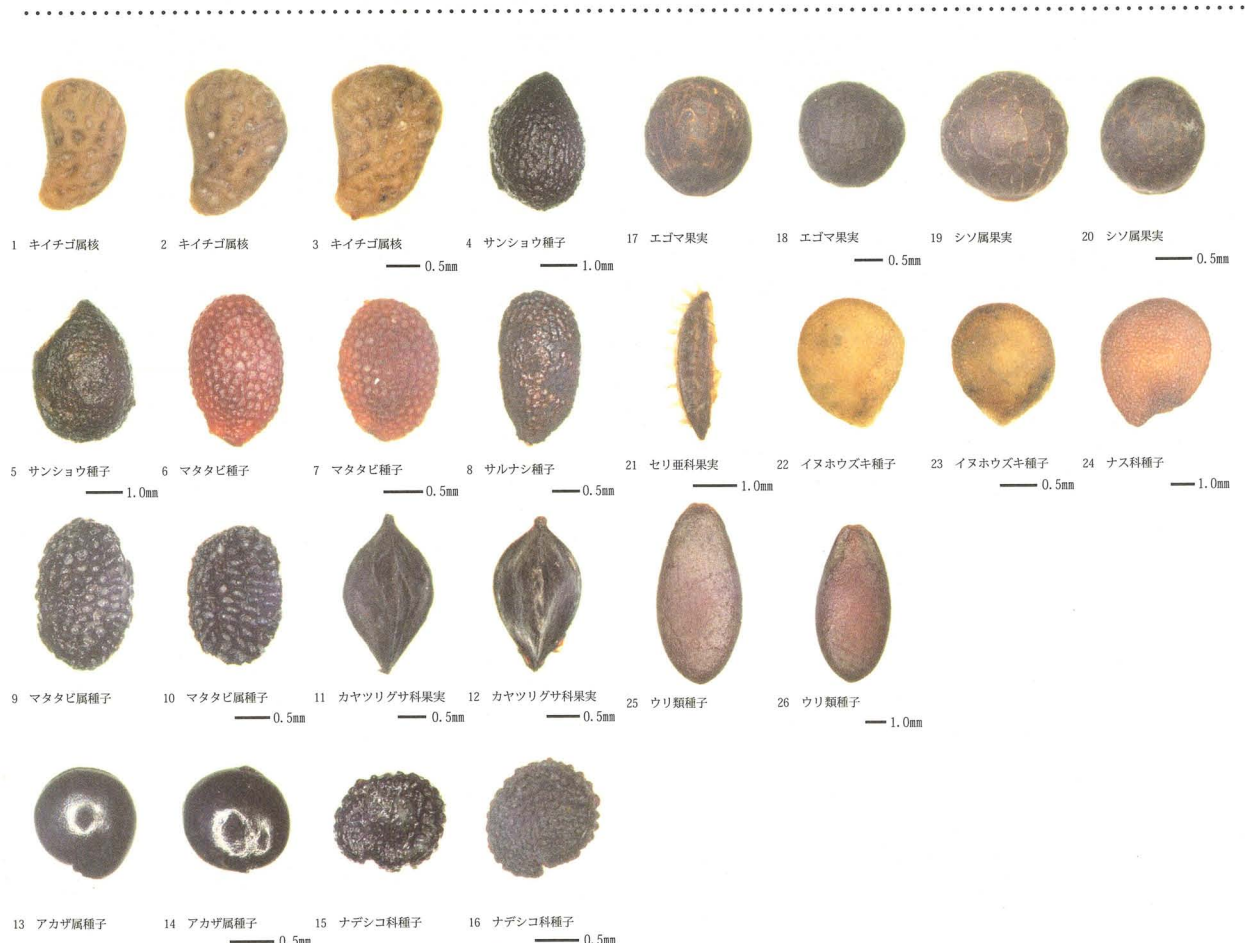 1 キイチゴ属核
2 キイチゴ属核
3 キイチゴ属核
0.5mm
4 サンショウ種子
1.0mm
17 エゴマ果実
18 エゴマ果実
0.5mm
19 シソ属果実
20 シソ属果実
0.5mm
5 サンショウ種子
1.0mm
6 マタタビ種子
7 マタタビ種子
0.5mm
8 サルナシ種子
0.5mm
21 セリ亜科果実
1.0mm
22 イヌホウズキ種子
23 イヌホウズキ種子
0.5mm
24 ナス科種子
1.0mm
9 マタタビ属種子
10 マタタビ属種子
0.5mm
11 カヤツリグサ科果実
0.5mm
12 カヤツリグサ科果実
0.5mm
25 ウリ類種子
26 ウリ類種子
1.0mm
13 アカザ属種子
14 アカザ属種子
0.5mm
15 ナデシコ科種子
16 ナデシコ科種子
0.5mm